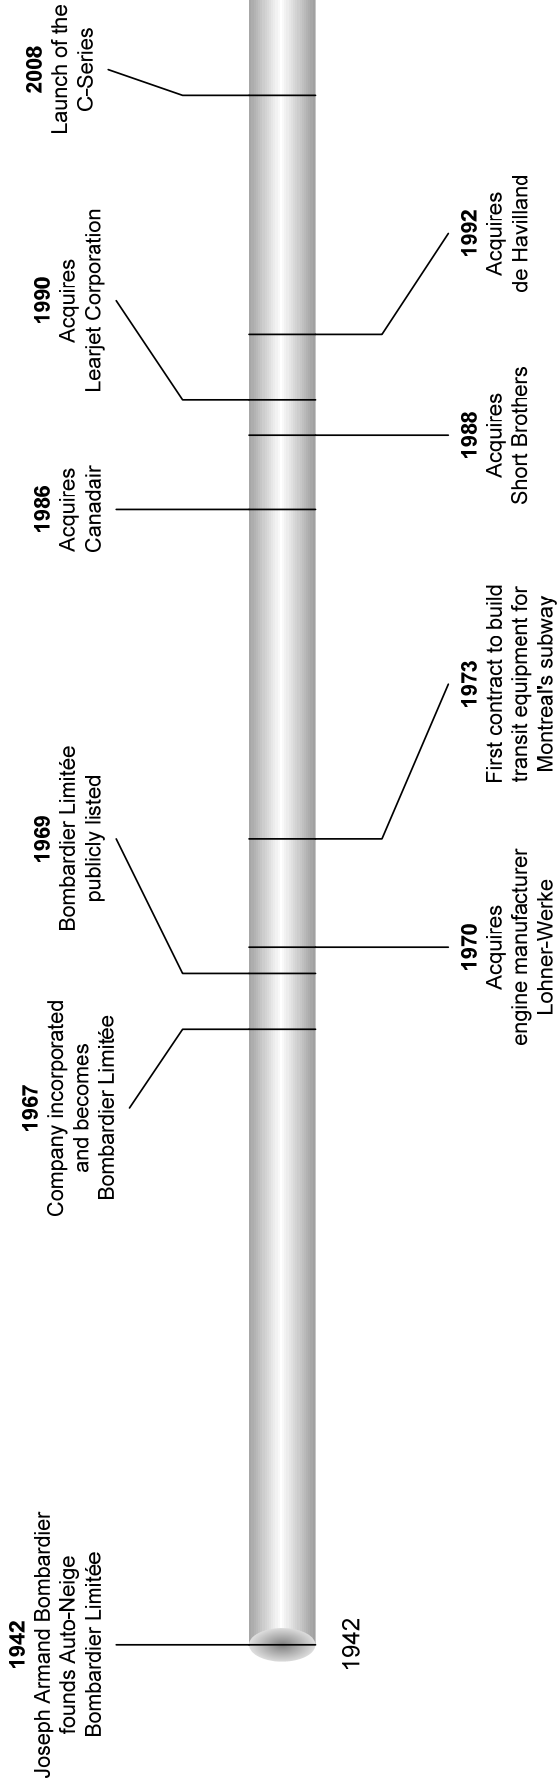 1942
Joseph Armand Bombardier
founds Auto-Neige
Bombardier Limitée
1967
Company incorporated
and becomes
Bombardier Limitée
1969
Bombardier Limitée
publicly listed
1986
Acquires
Canadair
1990
Acquires
Learjet Corporation
2008
Launch of the
C-Series
1942
1970
Acquires
engine manufacturer
Lohner-Werke
1973
First contract to build
transit equipment for
Montreal's subway
1988
Acquires
Short Brothers
1992
Acquires
de Havilland